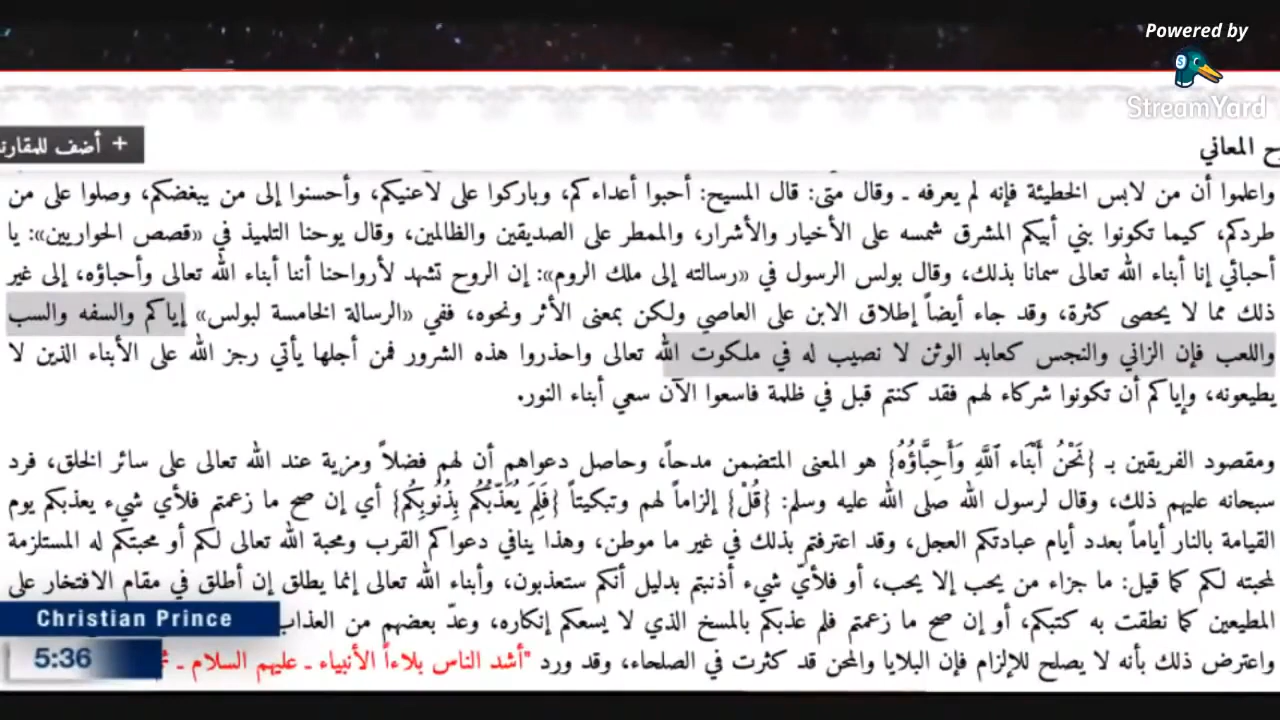 Powered by
StreamYard
+ أضف للمقارنة
ح المعاني
واعلموا أن من لابس الخطيئة فإنه لم يعرفه ـ وقال متى: قال المسيح: أحبوا أعداءكم، وباركوا على لاعنيكم، وأحسنوا إلى من يبغضكم، وصلوا على من
طردكم، كيما تكونوا بني أبيكم المشرق شمسه على الأخيار والأشرار، والممطر على الصديقين والظالمين، وقال يوحنا التلميذ في «قصص الحواريين»: يا
أحبائي إنا أبناء الله تعالى سمانا بذلك، وقال بولس الرسول في «رسالته إلى ملك الروم»: إن الروح تشهد لأرواحنا أننا أبناء الله تعالى وأحباؤه، إلى غير
ذلك مما لا يحصى كثرة، وقد جاء أيضاً إطلاق الابن على العاصي ولكن بمعنى الأثر ونحوه، ففي «الرسالة الخامسة لبولس» إياكم والسفه والسب
واللعب فإن الزاني والنجس كعابد الوثن لا نصيب له في ملكوت الله تعالى واحذروا هذه الشرور فمن أجلها يأتي رجز الله على الأبناء الذين لا
يطيعونه، وإياكم أن تكونوا شركاء لهم فقد كنتم قبل في ظلمة فاسعوا الآن سعي أبناء النور.
ومقصود الفريقين بـ {نَحْنُ أَبْنَاء ٱللَّهِ وَأَحِبَّاؤُهُ} هو المعنى المتضمن مدحاً، وحاصل دعواهم أن لهم فضلاً ومزية عند الله تعالى على سائر الخلق، فرد
سبحانه عليهم ذلك، وقال لرسول الله صلى الله عليه وسلم: {قُلْ} إلزاماً لهم وتبكيتاً {فَلِمَ يُعَذِّبُكُم بِذُنُوبِكُم} أي إن صح ما زعمتم فلأي شيء يعذبكم يوم
القيامة بالنار أياماً بعدد أيام عبادتكم العجل، وقد اعترفتم بذلك في غير ما موطن، وهذا ينافي دعواكم القرب ومحبة الله تعالى لكم أو محبتكم له المستلزمة
لمحبته لكم كما قيل: ما جزاء من يحب إلا يحب، أو فلأيّ شيء أذنبتم بدليل أنكم ستعذبون، وأبناء الله تعالى إنما يطلق إن أطلق في مقام الافتخار على
المطيعين كما نطقت به كتبكم، أو إن صح ما زعمتم فلم عذبكم بالمسخ الذي لا يسعكم إنكاره، وعدّ بعضهم من العذاب
واعترض ذلك بأنه لا يصلح للإلزام فإن البلايا والمحن قد كثرت في الصلحاء، وقد ورد "أشد الناس بلاءاً الأنبياء ـ عليهم السلام ـ
Christian Prince
5:36